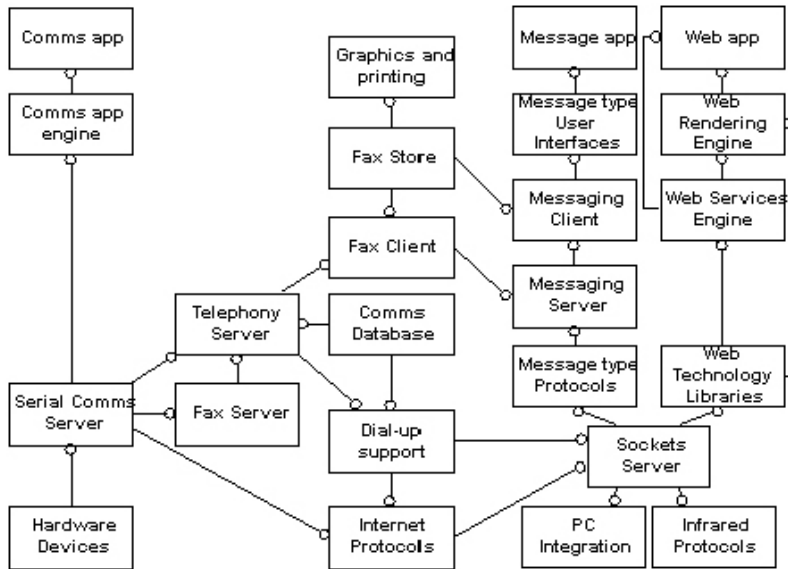 Comms app
Graphics and
printing
Message app
Web app
Comms app
engine
Message type
User
Interfaces
Web
Rendering
Engine
Fax Store
Messaging
Client
Web Services
Engine
Fax Client
Messaging
Server
Telephony
Server
Comms
Database
Message type
Protocols
Web
Technology
Libraries
Serial Comms
Server
Fax Server
Dial-up
support
Sockets
Server
Hardware
Devices
Internet
Protocols
PC
Integration
Infrared
Protocols